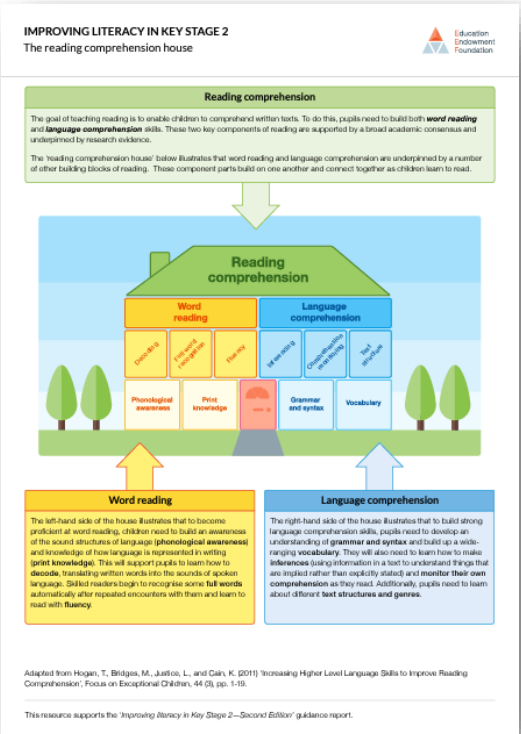 IMPROVING LITERACY IN KEY STAGE 2
The reading comprehension house
Education
Endowment
Foundation
Reading comprehension
The goal of teaching reading is to enable children to comprehend written texts. To do this, pupils need to build both word reading
and language comprehension skills. These two key components of reading are supported by a broad academic consensus and
underpinned by research evidence.
The 'reading comprehension house' below illustrates that word reading and language comprehension are underpinned by a number
of other building blocks of reading. These component parts build on one another and connect together as children learn to read.
Reading
comprehension
Word
reading
Language
comprehension
Decoding
Full word
recognition
Fluency
Inferencing
Comprehension
monitoring
Text
structure
Phonological
awareness
Print
knowledge
Grammar
and syntax
Vocabulary
Word reading
The left-hand side of the house illustrates that to become
proficient at word reading, children need to build an awareness
of the sound structures of language (phonological awareness)
and knowledge of how language is represented in writing
(print knowledge). This will support pupils to learn how to
decode, translating written words into the sounds of spoken
language. Skilled readers begin to recognise some full words
automatically after repeated encounters with them and learn to
read with fluency.
Language comprehension
The right-hand side of the house illustrates that to build strong
language comprehension skills, pupils need to develop an
understanding of grammar and syntax and build up a wide-
ranging vocabulary. They will also need to learn how to make
inferences (using information in a text to understand things that
are implied rather than explicitly stated) and monitor their own
comprehension as they read. Additionally, pupils need to learn
about different text structures and genres.
Adapted from Hogan, T., Bridges, M., Justice, L., and Cain, K. (2011) 'Increasing Higher Level Language Skills to Improve Reading
Comprehension', Focus on Exceptional Children, 44 (3), pp. 1-19.
This resource supports the 'Improving literacy in Key Stage 2—Second Edition' guidance report.